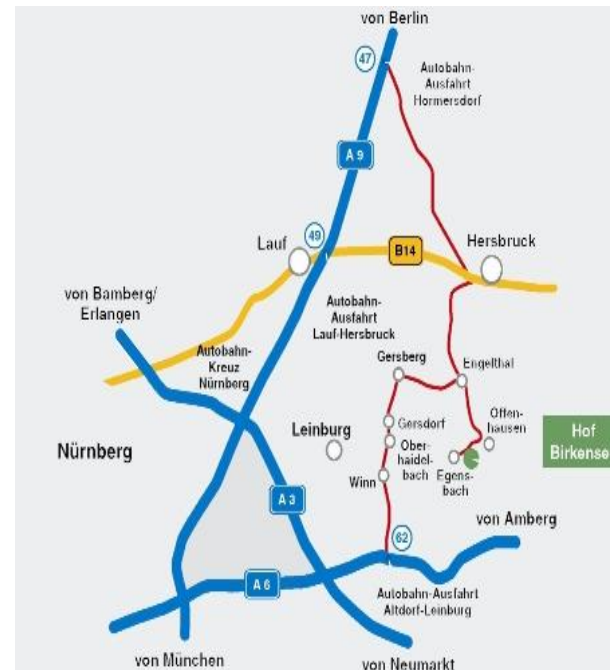 von Berlin
47
Autobahn-
Ausfahrt
Hormersdorf
A 9
49
Lauf
B14
Hersbruck
von Bamberg/
Erlangen
Autobahn-
Ausfahrt
Lauf-Hersbruck
Autobahn-
Kreuz
Nürnberg
Gersberg
Engelthal
Nürnberg
Leinburg
Gersdorf
Ober-
haidel-
bach
Offen-
hausen
Hof
Birkensee
Egens-
bach
Winn
A 3
von Amberg
62
A 6
Autobahn-Ausfahrt
Altdorf-Leinburg
von München
von Neumarkt